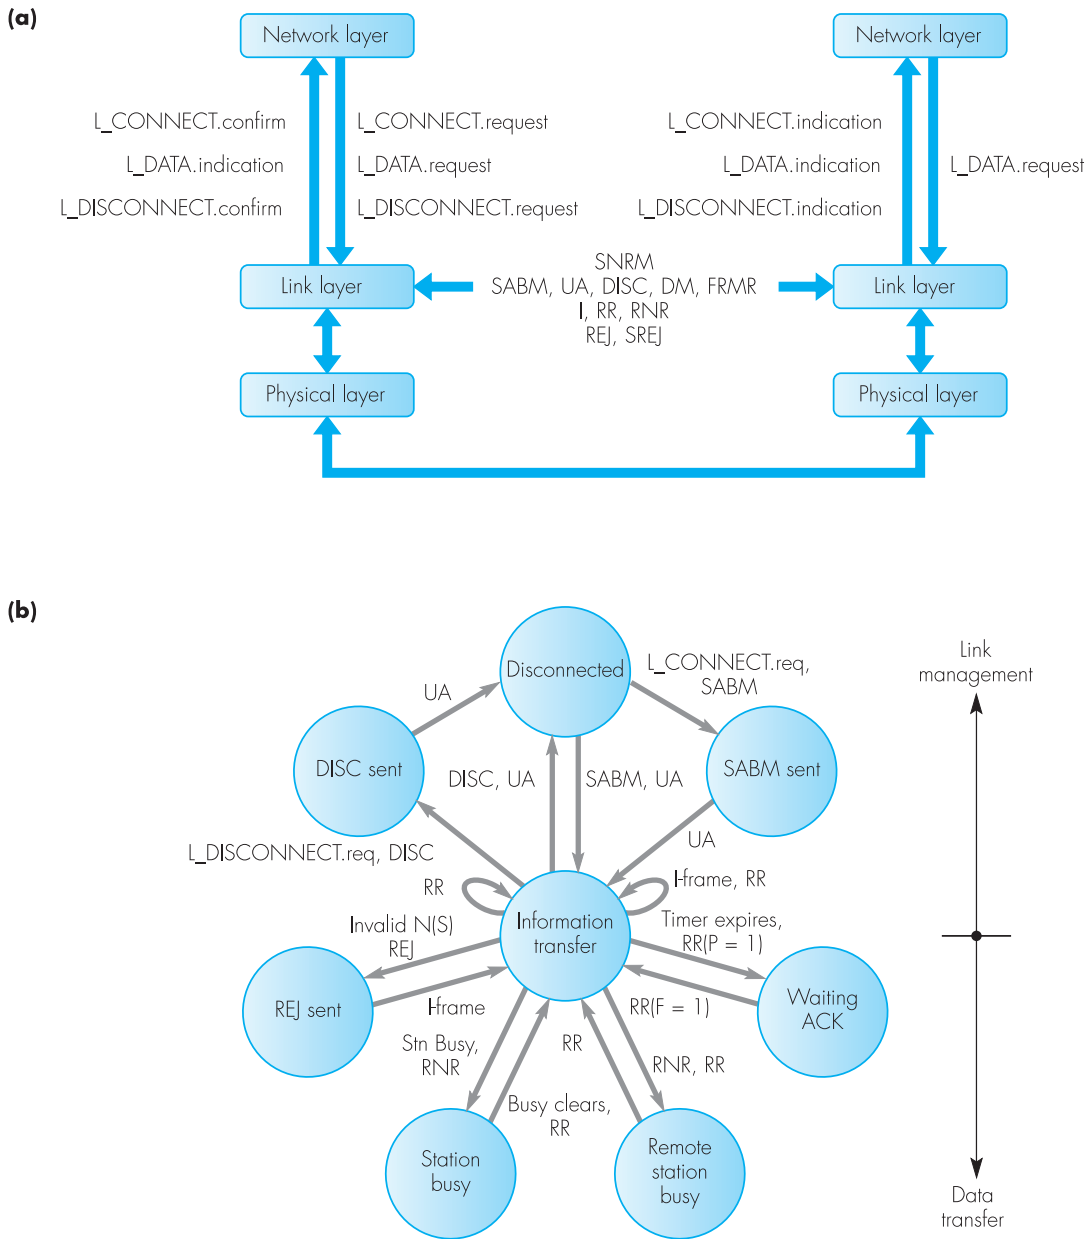 (a)
Network layer
Network layer
L_CONNECT.confirm
L_CONNECT.request
L_CONNECT.indication
L_DATA.indication
L_DATA.request
L_DATA.indication
L_DATA.request
L_DISCONNECT.confirm
L_DISCONNECT.request
L_DISCONNECT.indication
Link layer
SNRM
SABM, UA, DISC, DM, FRMR
I, RR, RNR
REJ, SREJ
Link layer
Physical layer
Physical layer
(b)
Disconnected
L_CONNECT.req,
SABM
Link
management
UA
DISC sent
DISC, UA
SABM, UA
SABM sent
L_DISCONNECT.req, DISC
UA
RR
I-frame, RR
Invalid N(S)
REJ
Information
transfer
Timer expires,
RR(P = 1)
REJ sent
I-frame
RR(F = 1)
Waiting
ACK
Stn Busy,
RNR
RR
RNR, RR
Busy clears,
RR
Station
busy
Remote
station
busy
Data
transfer